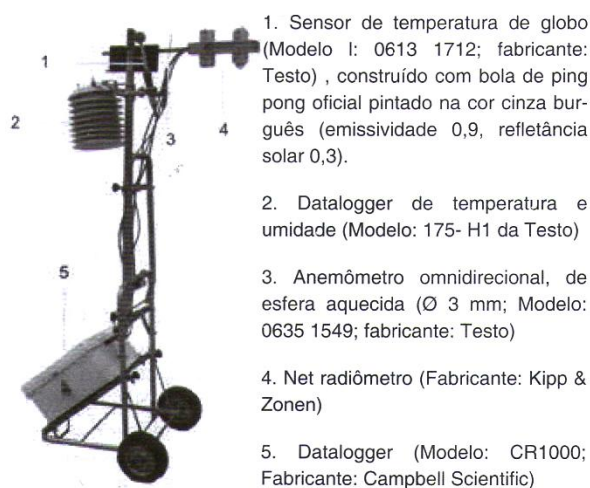 1. Sensor de temperatura de globo
(Modelo I: 0613 1712; fabricante:
Testo) , construído com bola de ping
pong oficial pintado na cor cinza bur-
guês (emissividade 0,9, refletância
solar 0,3).
2. Datalogger de temperatura e
umidade (Modelo: 175- H1 da Testo)
3. Anemômetro omnidirecional, de
esfera aquecida (Ø 3 mm; Modelo:
0635 1549; fabricante: Testo)
4. Net radiômetro (Fabricante: Kipp &
Zonen)
5. Datalogger (Modelo: CR1000;
Fabricante: Campbell Scientific)
1
2
3
4
5